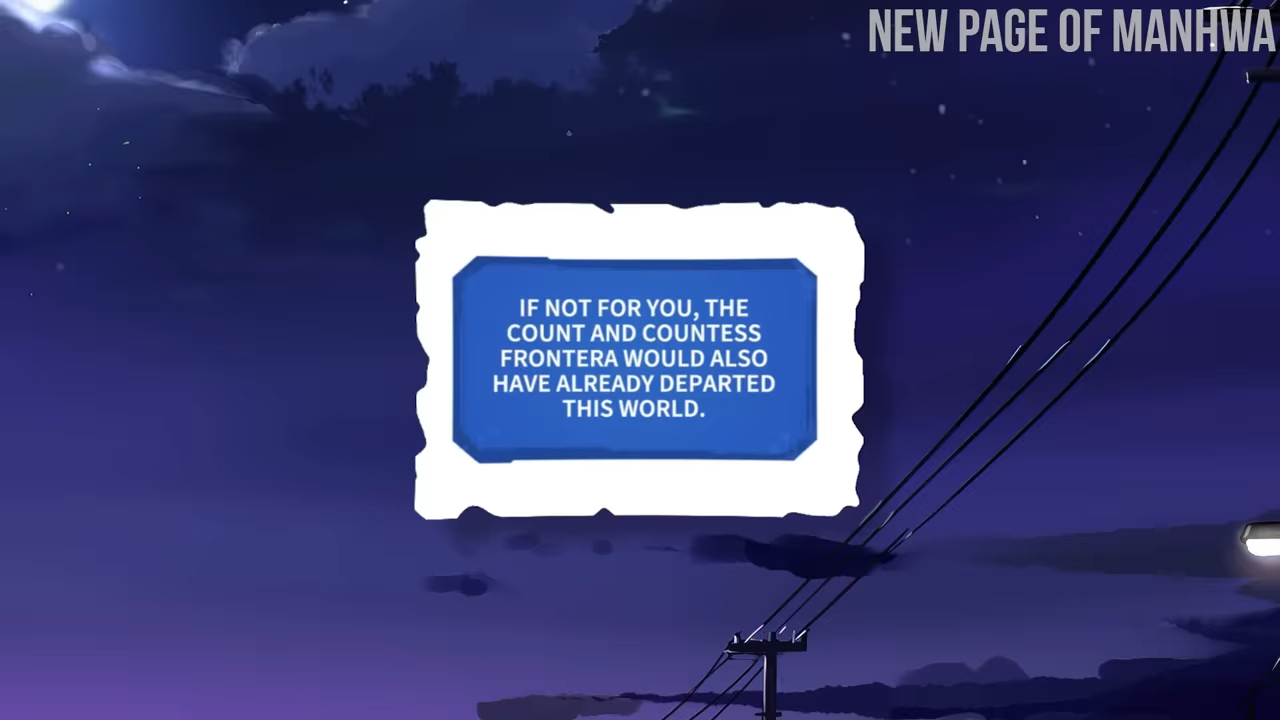 NEW PAGE OF MANHWA
IF NOT FOR YOU, THE
COUNT AND COUNTESS
FRONTERA WOULD ALSO
HAVE ALREADY DEPARTED
THIS WORLD.